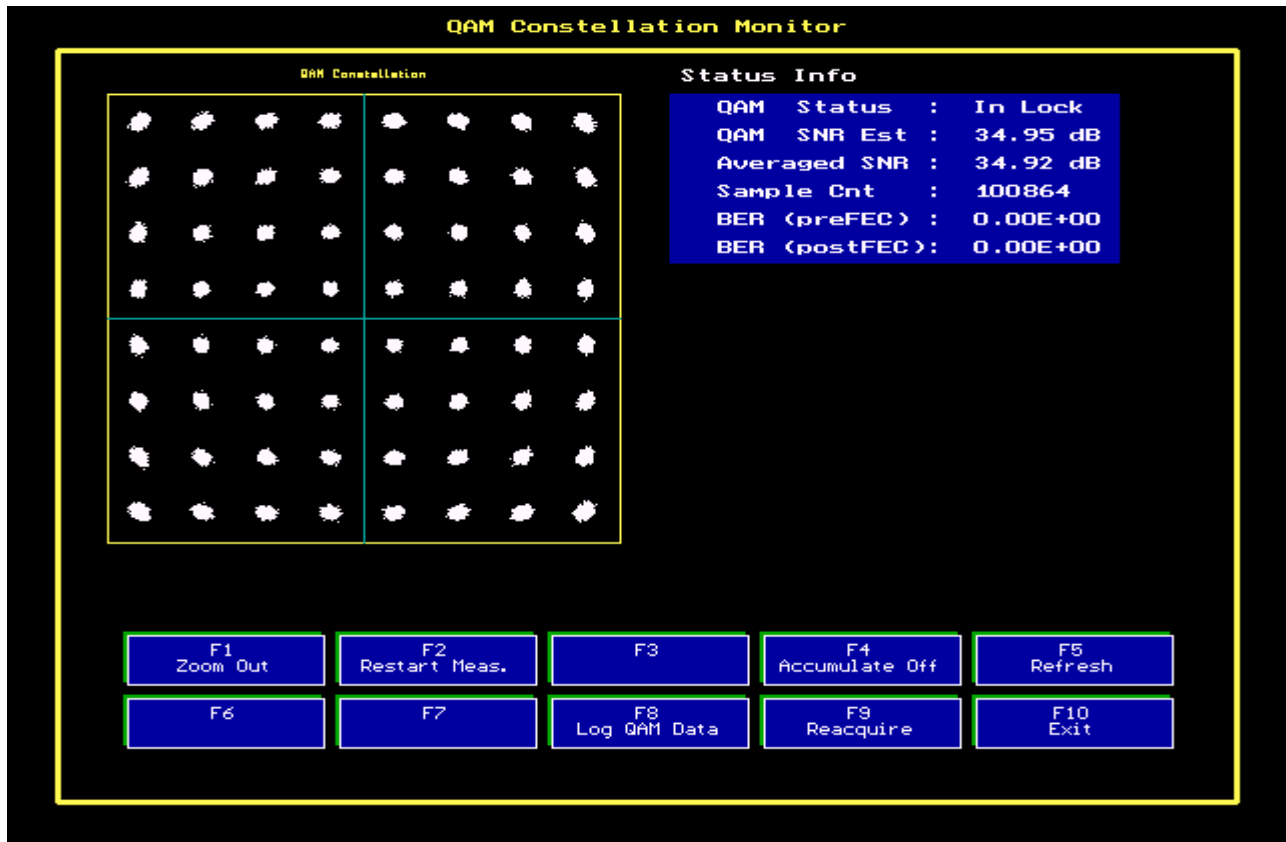 QAM Constellation Monitor
QAM Constellation
Status Info
QAM Status : In Lock
QAM SNR Est : 34.95 dB
Averaged SNR : 34.92 dB
Sample Cnt : 100864
BER (preFEC) : 0.00E+00
BER (postFEC): 0.00E+00
F1
Zoom Out
F2
Restart Meas.
F3
F4
Accumulate Off
F5
Refresh
F6
F7
F8
Log QAM Data
F9
Reacquire
F10
Exit